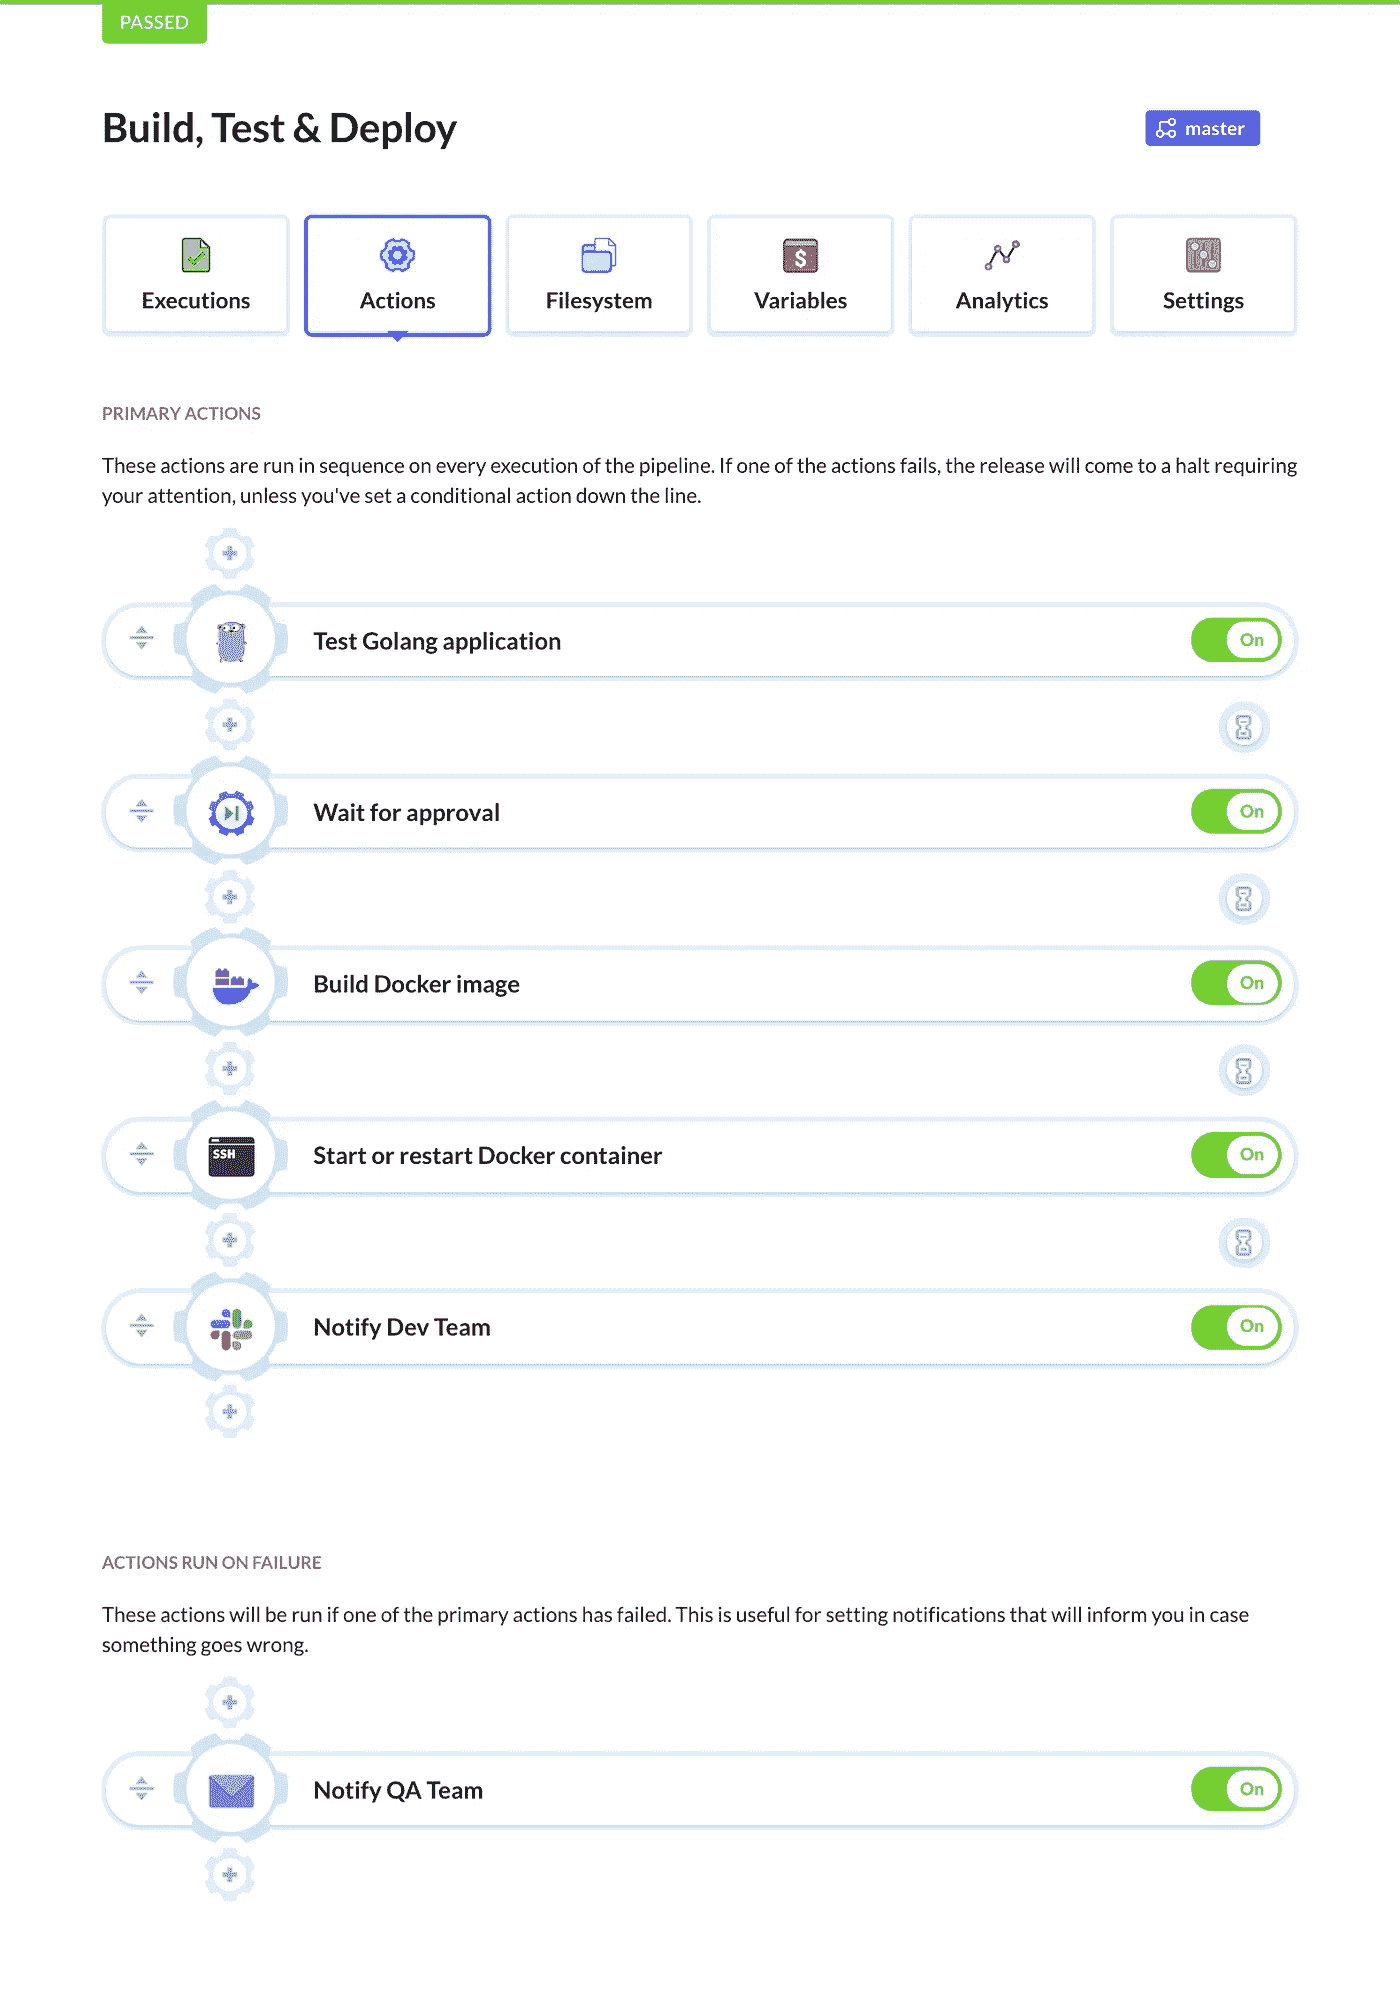 PASSED
Build, Test & Deploy
master
Executions
Actions
Filesystem
$
Variables
Analytics
Settings
PRIMARY ACTIONS
These actions are run in sequence on every execution of the pipeline. If one of the actions fails, the release will come to a halt requiring
your attention, unless you've set a conditional action down the line.
Test Golang application
On
Wait for approval
On
Build Docker image
On
SSH
Start or restart Docker container
On
Notify Dev Team
On
ACTIONS RUN ON FAILURE
These actions will be run if one of the primary actions has failed. This is useful for setting notifications that will inform you in case
something goes wrong.
Notify QA Team
On